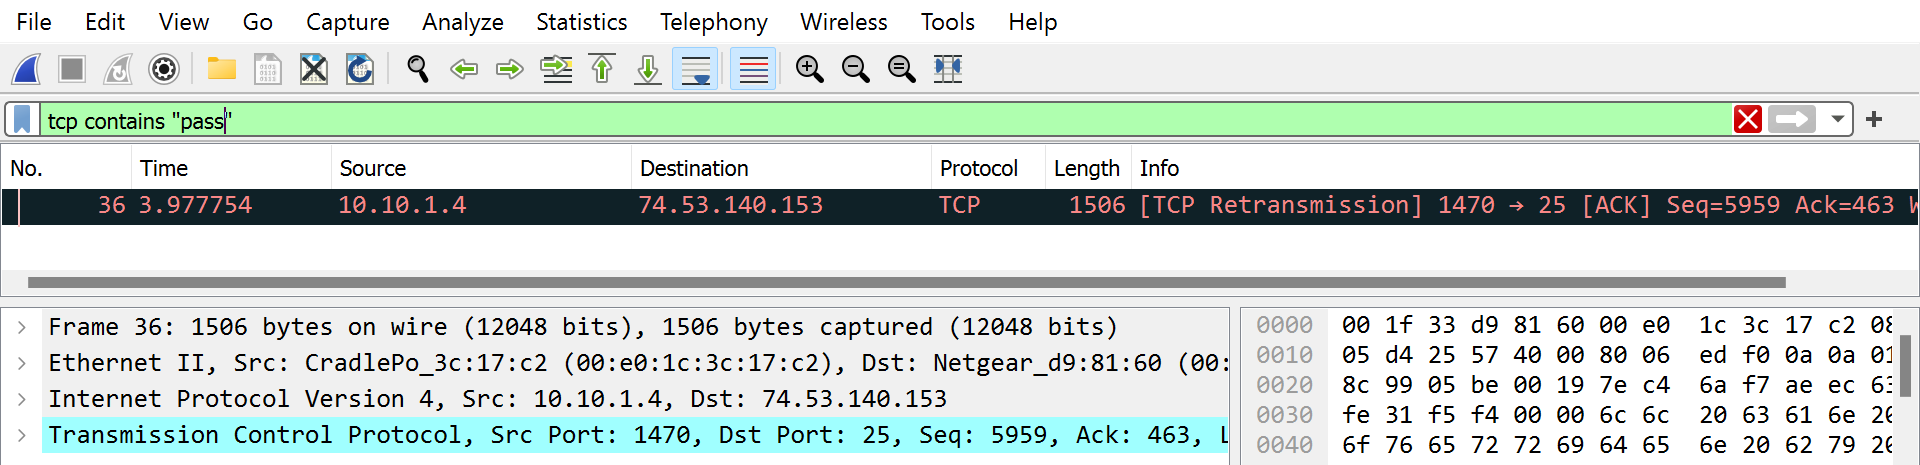 File Edit View Go Capture Analyze Statistics Telephony Wireless Tools Help
tcp contains "pass"
No. Time Source Destination Protocol Length Info
36 3.977754 10.10.1.4 74.53.140.153 TCP 1506 [TCP Retransmission] 1470 → 25 [ACK] Seq=5959 Ack=463 W
Frame 36: 1506 bytes on wire (12048 bits), 1506 bytes captured (12048 bits)
Ethernet II, Src: CradlePo_3c:17:c2 (00:e0:1c:3c:17:c2), Dst: Netgear_d9:81:60 (00:
Internet Protocol Version 4, Src: 10.10.1.4, Dst: 74.53.140.153
Transmission Control Protocol, Src Port: 1470, Dst Port: 25, Seq: 5959, Ack: 463, L
0000 00 1f 33 d9 81 60 00 e0 1c 3c 17 c2 08
0010 05 d4 25 57 40 00 80 06 ed f0 0a 0a 01
0020 8c 99 05 be 00 19 7e c4 6a f7 ae ec 63
0030 fe 31 f5 f4 00 00 6c 6c 20 63 61 6e 20
0040 6f 76 65 72 72 69 64 65 6e 20 62 79 20